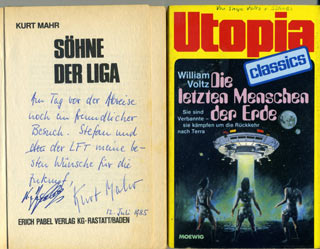 KURT MAHR
SÖHNE
DER LIGA
Am Tag vor der Abreise
noch ein freundlicher
Besuch. Stefan und
der LFT meine be-
sten Wünsche für die
Zukunft.
Kurt Mahr
12. Juli 1985
ERICH PABEL VERLAG KG · RASTATT/BADEN
Von
Utopia
classics
William
Voltz
Die
letzten Menschen
der Erde
Sie sind
Verbannte –
sie kämpfen um die Rückkehr
nach Terra
MOEWIG